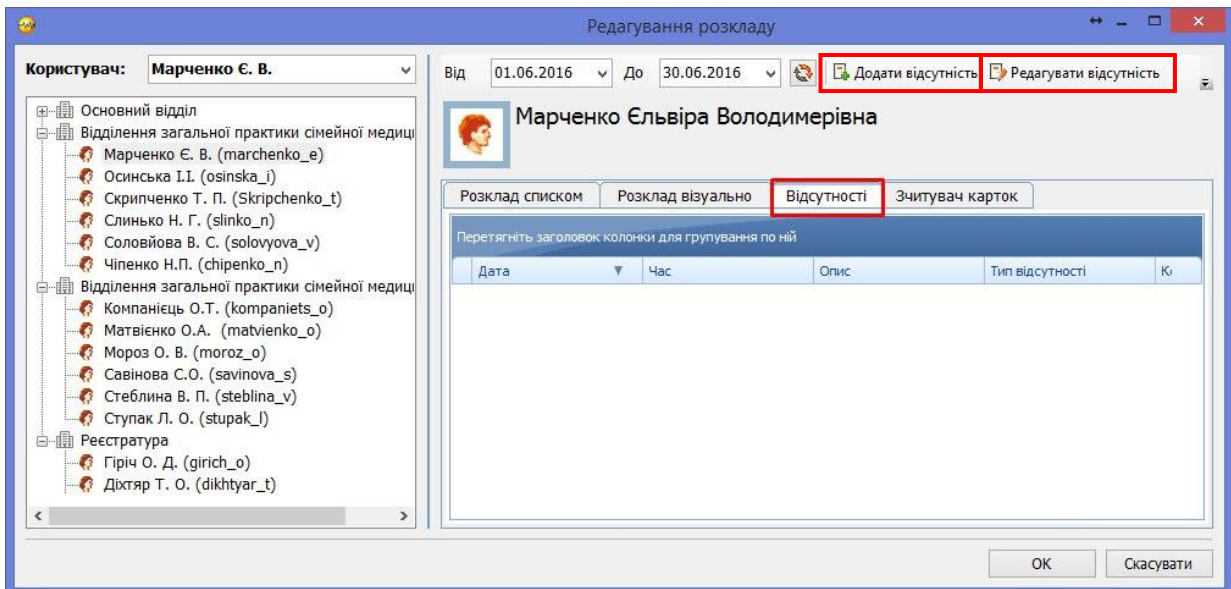 Редагування розкладу
Користувач: Марченко Є. В.
Основний відділ
Відділення загальної практики сімейної медици
Марченко Є. В. (marchenko_e)
Осинська І.І. (osinska_i)
Скрипченко Т. П. (Skripchenko_t)
Слинько Н. Г. (slinko_n)
Соловйова В. С. (solovyova_v)
Чіпенко Н.П. (chipenko_n)
Відділення загальної практики сімейної медици
Компанієць О.Т. (kompaniets_o)
Матвієнко О.А. (matvienko_o)
Мороз О. В. (moroz_o)
Савінова С.О. (savinova_s)
Стеблина В. П. (steblina_v)
Ступак Л. О. (stupak_l)
Реєстратура
Гіріч О. Д. (girich_o)
Діхтяр Т. О. (dikhtyar_t)
Від 01.06.2016 До 30.06.2016 Додати відсутність Редагувати відсутність
Марченко Єльвіра Володимерівна
Розклад списком Розклад візуально Відсутності Зчитувач карток
Перетягніть заголовок колонки для групування по ній
Дата Час Опис Тип відсутності
ОК Скасувати